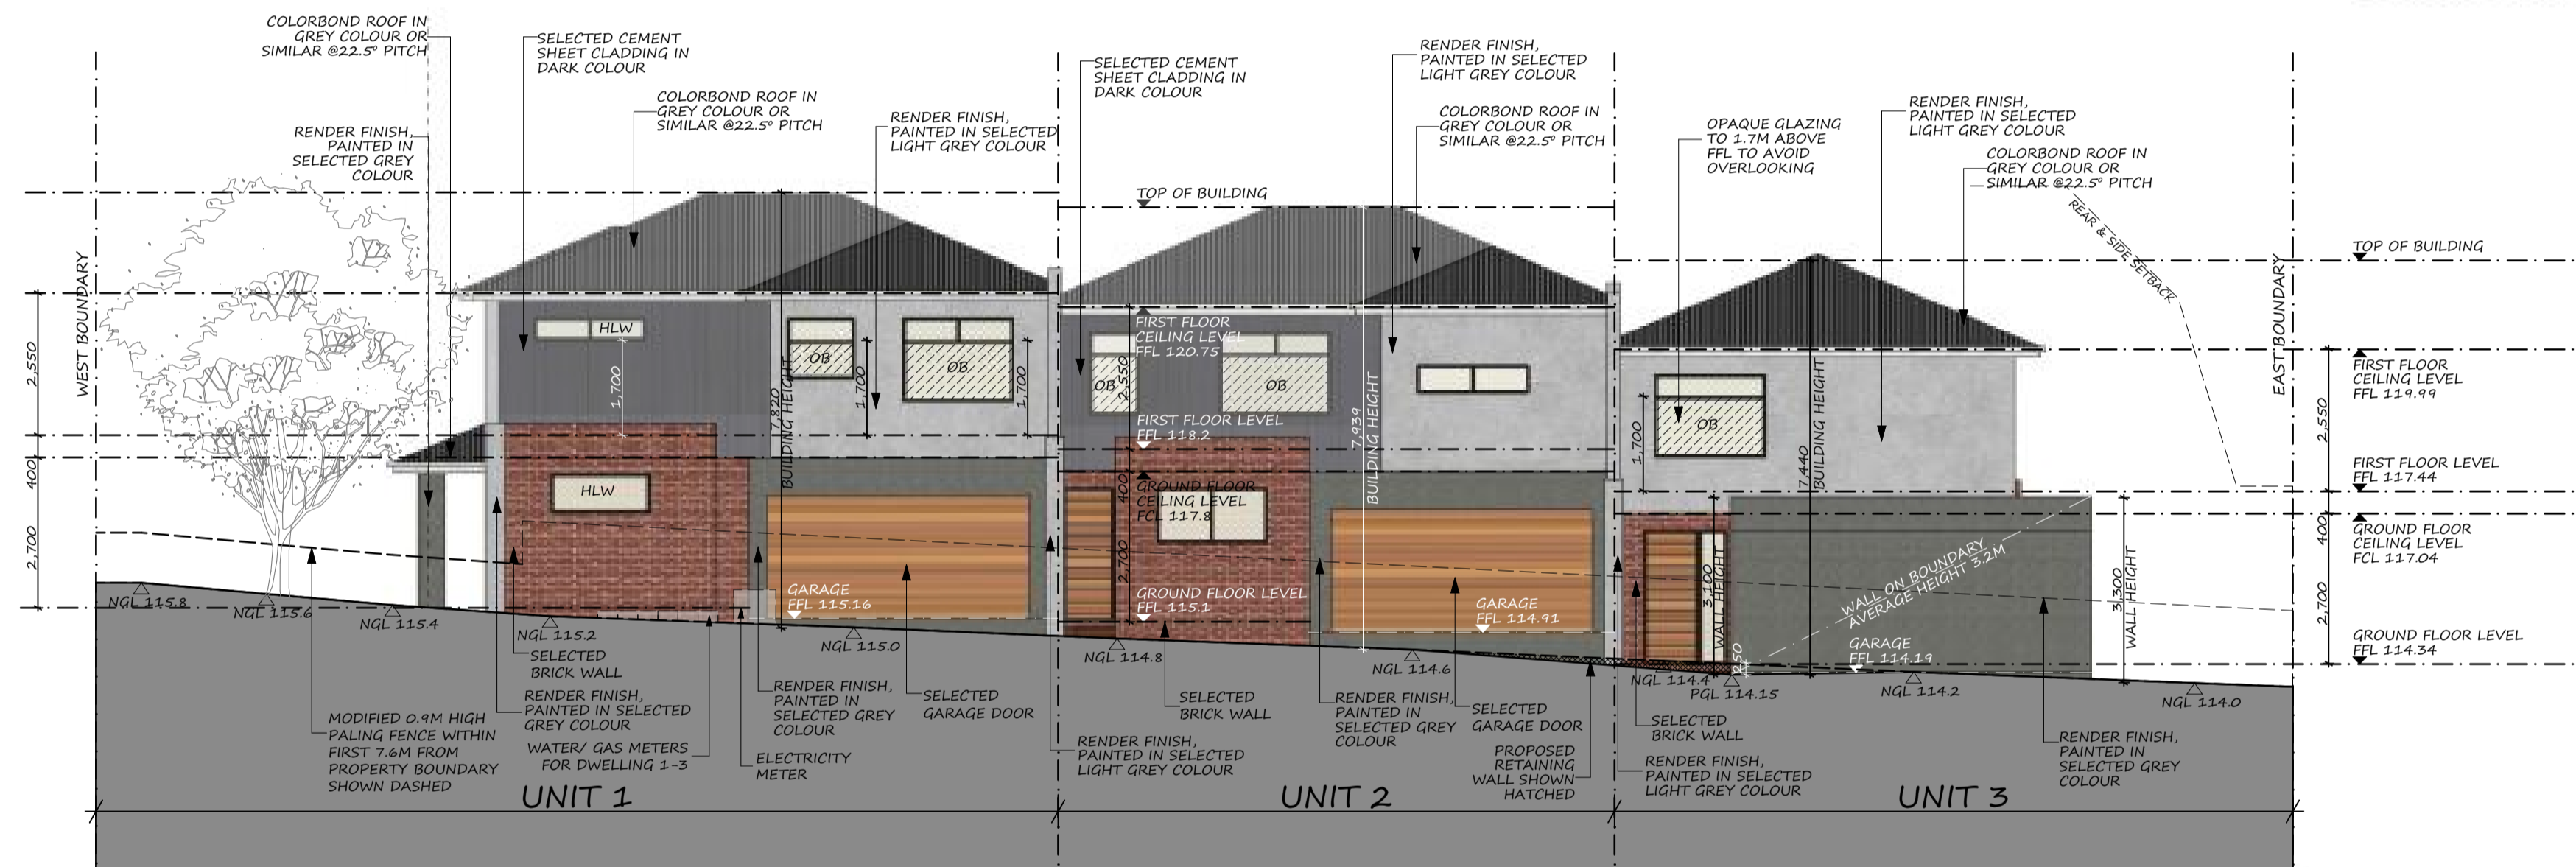 COLORBOND ROOF IN
GREY COLOUR OR
SIMILAR @22.5° PITCH
SELECTED CEMENT
SHEET CLADDING IN
DARK COLOUR
COLORBOND ROOF IN
GREY COLOUR OR
SIMILAR @22.5° PITCH
RENDER FINISH,
PAINTED IN
SELECTED GREY
COLOUR
RENDER FINISH,
PAINTED IN SELECTED
LIGHT GREY COLOUR
SELECTED CEMENT
SHEET CLADDING IN
DARK COLOUR
RENDER FINISH,
PAINTED IN SELECTED
LIGHT GREY COLOUR
COLORBOND ROOF IN
GREY COLOUR OR
SIMILAR @22.5° PITCH
OPAQUE GLAZING
TO 1.7M ABOVE
FFL TO AVOID
OVERLOOKING
RENDER FINISH,
PAINTED IN SELECTED
LIGHT GREY COLOUR
COLORBOND ROOF IN
GREY COLOUR OR
SIMILAR @22.5° PITCH
REAR & SIDE SETBACK
TOP OF BUILDING
TOP OF BUILDING
WEST BOUNDARY
EAST BOUNDARY
2,550
400
2,700
HLW
1,700
HLW
7,820
BUILDING HEIGHT
OB
1,700
OB
1,700
GARAGE
FFL 115.16
FIRST FLOOR
CEILING LEVEL
FFL 120.75
OB
2,550
OB
FIRST FLOOR LEVEL
FFL 118.2
400
GROUND FLOOR
CEILING LEVEL
FCL 117.8
2,700
GROUND FLOOR LEVEL
FFL 115.1
7,939
BUILDING HEIGHT
GARAGE
FFL 114.91
OB
1,700
7,440
BUILDING HEIGHT
3,100
WALL HEIGHT
WALL ON BOUNDARY
AVERAGE HEIGHT 3.2M
GARAGE
FFL 114.19
3,300
WALL HEIGHT
2,550
400
2,700
FIRST FLOOR
CEILING LEVEL
FFL 119.99
FIRST FLOOR LEVEL
FFL 117.44
GROUND FLOOR
CEILING LEVEL
FCL 117.04
GROUND FLOOR LEVEL
FFL 114.34
NGL 115.8
NGL 115.6
NGL 115.4
NGL 115.2
NGL 115.0
NGL 114.8
NGL 114.6
NGL 114.4
PGL 114.15
NGL 114.2
NGL 114.0
MODIFIED 0.9M HIGH
PALING FENCE WITHIN
FIRST 7.6M FROM
PROPERTY BOUNDARY
SHOWN DASHED
SELECTED
BRICK WALL
RENDER FINISH,
PAINTED IN SELECTED
GREY COLOUR
WATER/ GAS METERS
FOR DWELLING 1-3
ELECTRICITY
METER
RENDER FINISH,
PAINTED IN
SELECTED GREY
COLOUR
SELECTED
GARAGE DOOR
RENDER FINISH,
PAINTED IN SELECTED
LIGHT GREY COLOUR
SELECTED
BRICK WALL
RENDER FINISH,
PAINTED IN
SELECTED GREY
COLOUR
SELECTED
GARAGE DOOR
PROPOSED
RETAINING
WALL SHOWN
HATCHED
SELECTED
BRICK WALL
RENDER FINISH,
PAINTED IN SELECTED
LIGHT GREY COLOUR
RENDER FINISH,
PAINTED IN
SELECTED GREY
COLOUR
UNIT 1
UNIT 2
UNIT 3